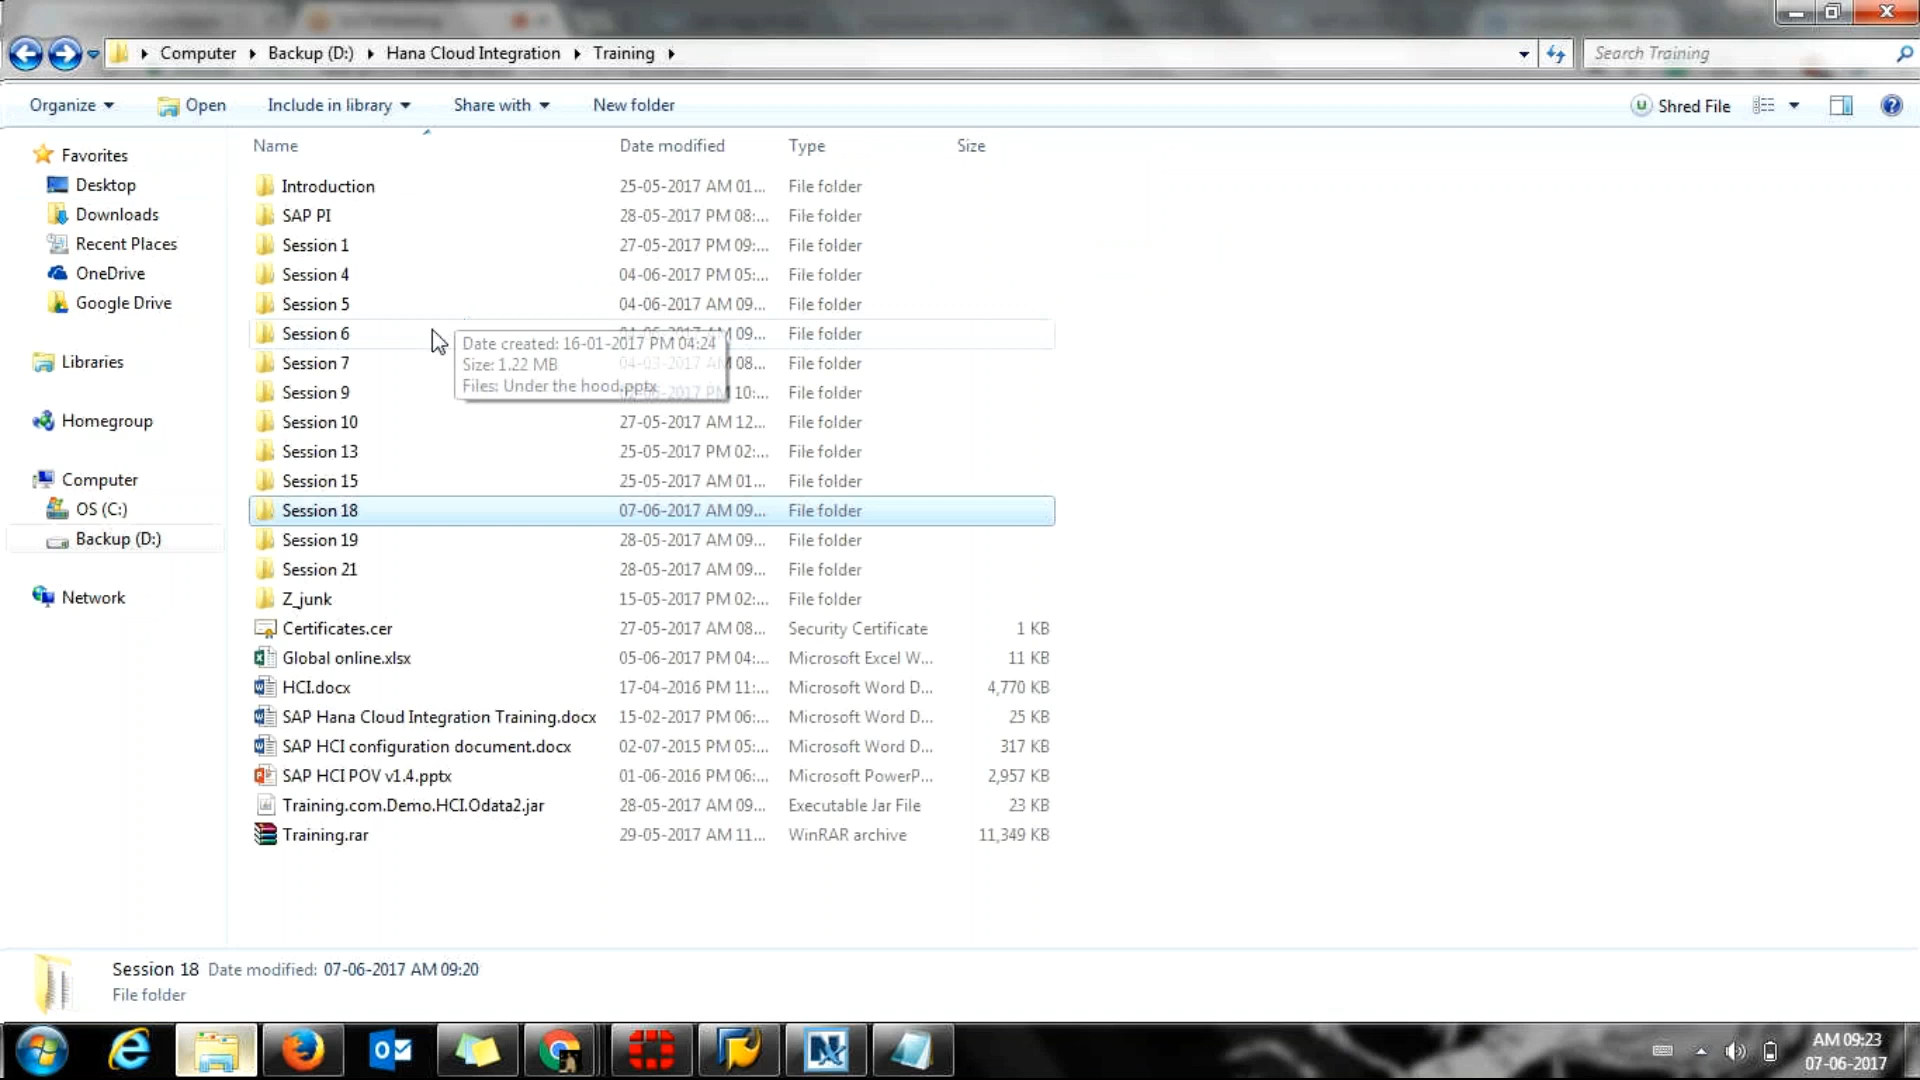 Computer Backup (D:) Hana Cloud Integration Training
Search Training
Organize Open Include in library Share with New folder Shred File
Name Date modified Type Size
Favorites
Desktop
Downloads
Recent Places
OneDrive
Google Drive
Libraries
Homegroup
Computer
OS (C:)
Backup (D:)
Network
Introduction 25-05-2017 AM 01... File folder
SAP PI 28-05-2017 PM 08:... File folder
Session 1 27-05-2017 PM 09:... File folder
Session 4 04-06-2017 PM 05:... File folder
Session 5 04-06-2017 AM 09... File folder
Session 6 09... File folder
Date created: 16-01-2017 PM 04:24
Size: 1.22 MB
Files: Under the hood.pptx
Session 7 08... File folder
Session 9 10:... File folder
Session 10 27-05-2017 AM 12... File folder
Session 13 25-05-2017 PM 02:... File folder
Session 15 25-05-2017 AM 01... File folder
Session 18 07-06-2017 AM 09... File folder
Session 19 28-05-2017 AM 09... File folder
Session 21 28-05-2017 AM 09... File folder
Z_junk 15-05-2017 PM 02:... File folder
Certificates.cer 27-05-2017 AM 08... Security Certificate 1 KB
Global online.xlsx 05-06-2017 PM 04:... Microsoft Excel W... 11 KB
HCI.docx 17-04-2016 PM 11:... Microsoft Word D... 4,770 KB
SAP Hana Cloud Integration Training.docx 15-02-2017 PM 06:... Microsoft Word D... 25 KB
SAP HCI configuration document.docx 02-07-2015 PM 05:... Microsoft Word D... 317 KB
SAP HCI POV v1.4.pptx 01-06-2016 PM 06:... Microsoft PowerP... 2,957 KB
Training.com.Demo.HCI.Odata2.jar 28-05-2017 AM 09... Executable Jar File 23 KB
Training.rar 29-05-2017 AM 11... WinRAR archive 11,349 KB
Session 18 Date modified: 07-06-2017 AM 09:20
File folder
AM 09:23
07-06-2017